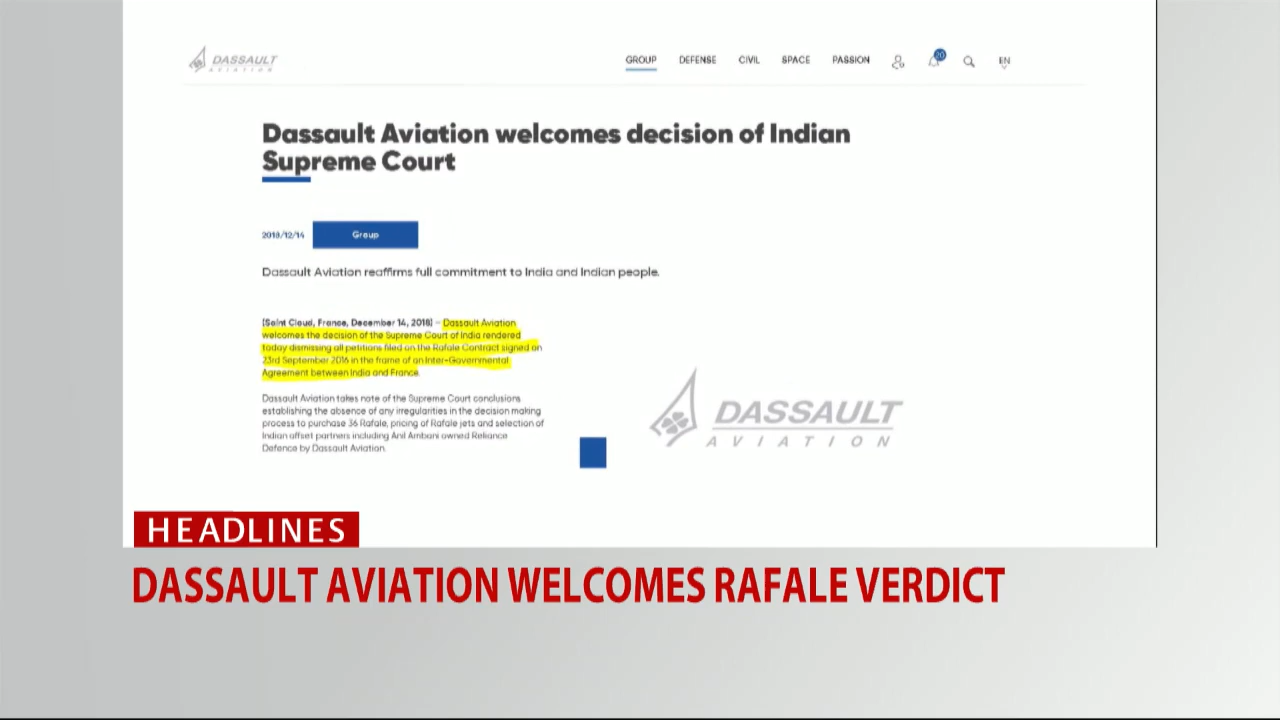 DASSAULT
AVIATION
GROUP DEFENSE CIVIL SPACE PASSION 20 EN
Dassault Aviation welcomes decision of Indian
Supreme Court
2018/12/14 Group
Dassault Aviation reaffirms full commitment to India and Indian people.
(Saint Cloud, France, December 14, 2018) – Dassault Aviation
welcomes the decision of the Supreme Court of India rendered
today dismissing all petitions filed on the Rafale Contract signed on
23rd September 2016 in the frame of an Inter-Governmental
Agreement between India and France.
Dassault Aviation takes note of the Supreme Court conclusions
establishing the absence of any irregularities in the decision making
process to purchase 36 Rafale, pricing of Rafale jets and selection of
Indian offset partners including Anil Ambani owned Reliance
Defence by Dassault Aviation.
DASSAULT
AVIATION
HEADLINES
DASSAULT AVIATION WELCOMES RAFALE VERDICT